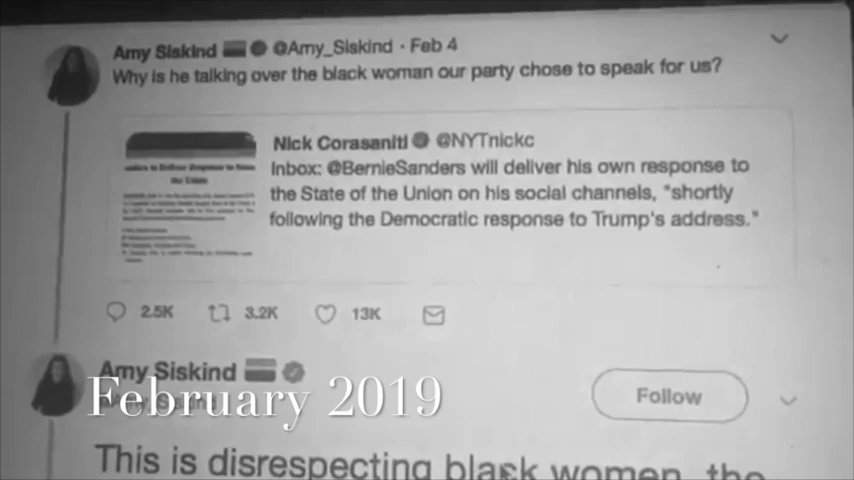 Amy Siskind @Amy_Siskind · Feb 4
Why is he talking over the black woman our party chose to speak for us?
Nick Corasaniti @NYTnickc
Inbox: @BernieSanders will deliver his own response to
the State of the Union on his social channels, "shortly
following the Democratic response to Trump's address."
2.5K 3.2K 13K
Amy Siskind
Follow
February 2019
This is disrespecting black women, the